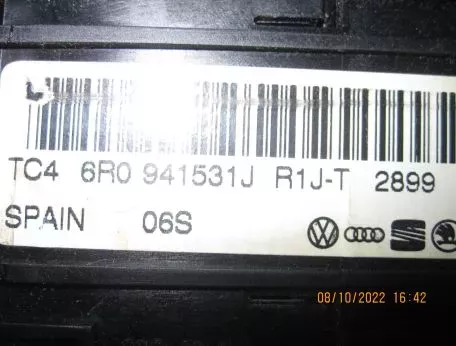 TC4 6R0 941531J R1J-T 2899
SPAIN 06S
08/10/2022 16:42